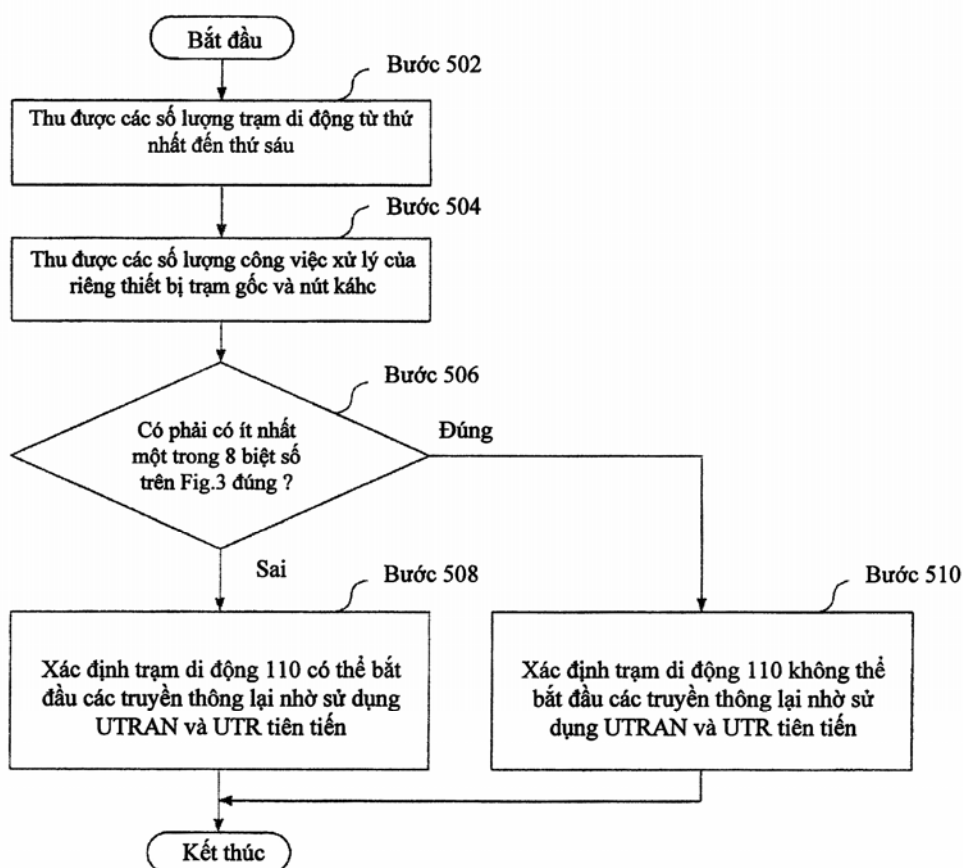 Bắt đầu
Bước 502
Thu được các số lượng trạm di động từ thứ
nhất đến thứ sáu
Bước 504
Thu được các số lượng công việc xử lý của
riêng thiết bị trạm gốc và nút káhc
Bước 506
Có phải có ít nhất
một trong 8 biệt số
trên Fig.3 đúng ?
Đúng
Sai
Bước 508
Xác định trạm di động 110 có thể bắt
đầu các truyền thông lại nhờ sử dụng
UTRAN và UTR tiên tiến
Bước 510
Xác định trạm di động 110 không thể
bắt đầu các truyền thông lại nhờ sử
dụng UTRAN và UTR tiên tiến
Kết thúc